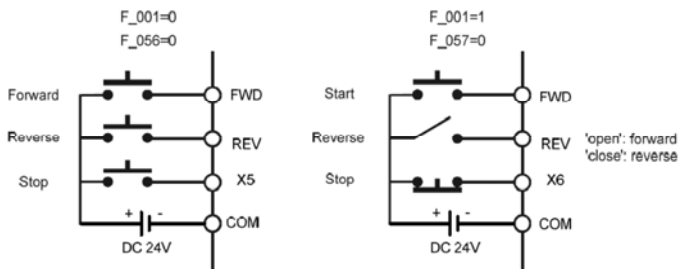 F_001=0
F_056=0
Forward
FWD
Reverse
REV
Stop
X5
+ -
COM
DC 24V
F_001=1
F_057=0
Start
FWD
Reverse
REV
'open': forward
'close': reverse
Stop
X6
+ -
COM
DC 24V